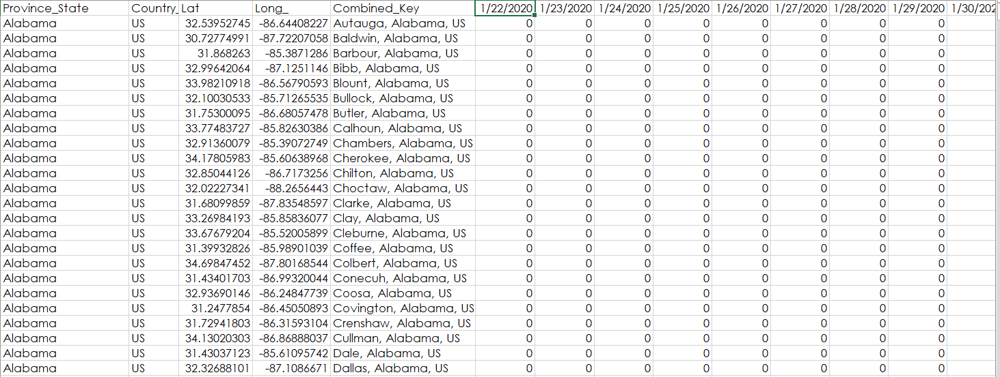 Province_State Country_ Lat Long_ Combined_Key 1/22/2020 1/23/2020 1/24/2020 1/25/2020 1/26/2020 1/27/2020 1/28/2020 1/29/2020 1/30/202
Alabama US 32.53952745 -86.64408227 Autauga, Alabama, US 0 0 0 0 0 0 0 0
Alabama US 30.72774991 -87.72207058 Baldwin, Alabama, US 0 0 0 0 0 0 0 0
Alabama US 31.868263 -85.3871286 Barbour, Alabama, US 0 0 0 0 0 0 0 0
Alabama US 32.99642064 -87.1251146 Bibb, Alabama, US 0 0 0 0 0 0 0 0
Alabama US 33.98210918 -86.56790593 Blount, Alabama, US 0 0 0 0 0 0 0 0
Alabama US 32.10030533 -85.71265535 Bullock, Alabama, US 0 0 0 0 0 0 0 0
Alabama US 31.75300095 -86.68057478 Butler, Alabama, US 0 0 0 0 0 0 0 0
Alabama US 33.77483727 -85.82630386 Calhoun, Alabama, US 0 0 0 0 0 0 0 0
Alabama US 32.91360079 -85.39072749 Chambers, Alabama, US 0 0 0 0 0 0 0 0
Alabama US 34.17805983 -85.60638968 Cherokee, Alabama, US 0 0 0 0 0 0 0 0
Alabama US 32.85044126 -86.7173256 Chilton, Alabama, US 0 0 0 0 0 0 0 0
Alabama US 32.02227341 -88.2656443 Choctaw, Alabama, US 0 0 0 0 0 0 0 0
Alabama US 31.68099859 -87.83548597 Clarke, Alabama, US 0 0 0 0 0 0 0 0
Alabama US 33.26984193 -85.85836077 Clay, Alabama, US 0 0 0 0 0 0 0 0
Alabama US 33.67679204 -85.52005899 Cleburne, Alabama, US 0 0 0 0 0 0 0 0
Alabama US 31.39932826 -85.98901039 Coffee, Alabama, US 0 0 0 0 0 0 0 0
Alabama US 34.69847452 -87.80168544 Colbert, Alabama, US 0 0 0 0 0 0 0 0
Alabama US 31.43401703 -86.99320044 Conecuh, Alabama, US 0 0 0 0 0 0 0 0
Alabama US 32.93690146 -86.24847739 Coosa, Alabama, US 0 0 0 0 0 0 0 0
Alabama US 31.2477854 -86.45050893 Covington, Alabama, US 0 0 0 0 0 0 0 0
Alabama US 31.72941803 -86.31593104 Crenshaw, Alabama, US 0 0 0 0 0 0 0 0
Alabama US 34.13020303 -86.86888037 Cullman, Alabama, US 0 0 0 0 0 0 0 0
Alabama US 31.43037123 -85.61095742 Dale, Alabama, US 0 0 0 0 0 0 0 0
Alabama US 32.32688101 -87.1086671 Dallas, Alabama, US 0 0 0 0 0 0 0 0